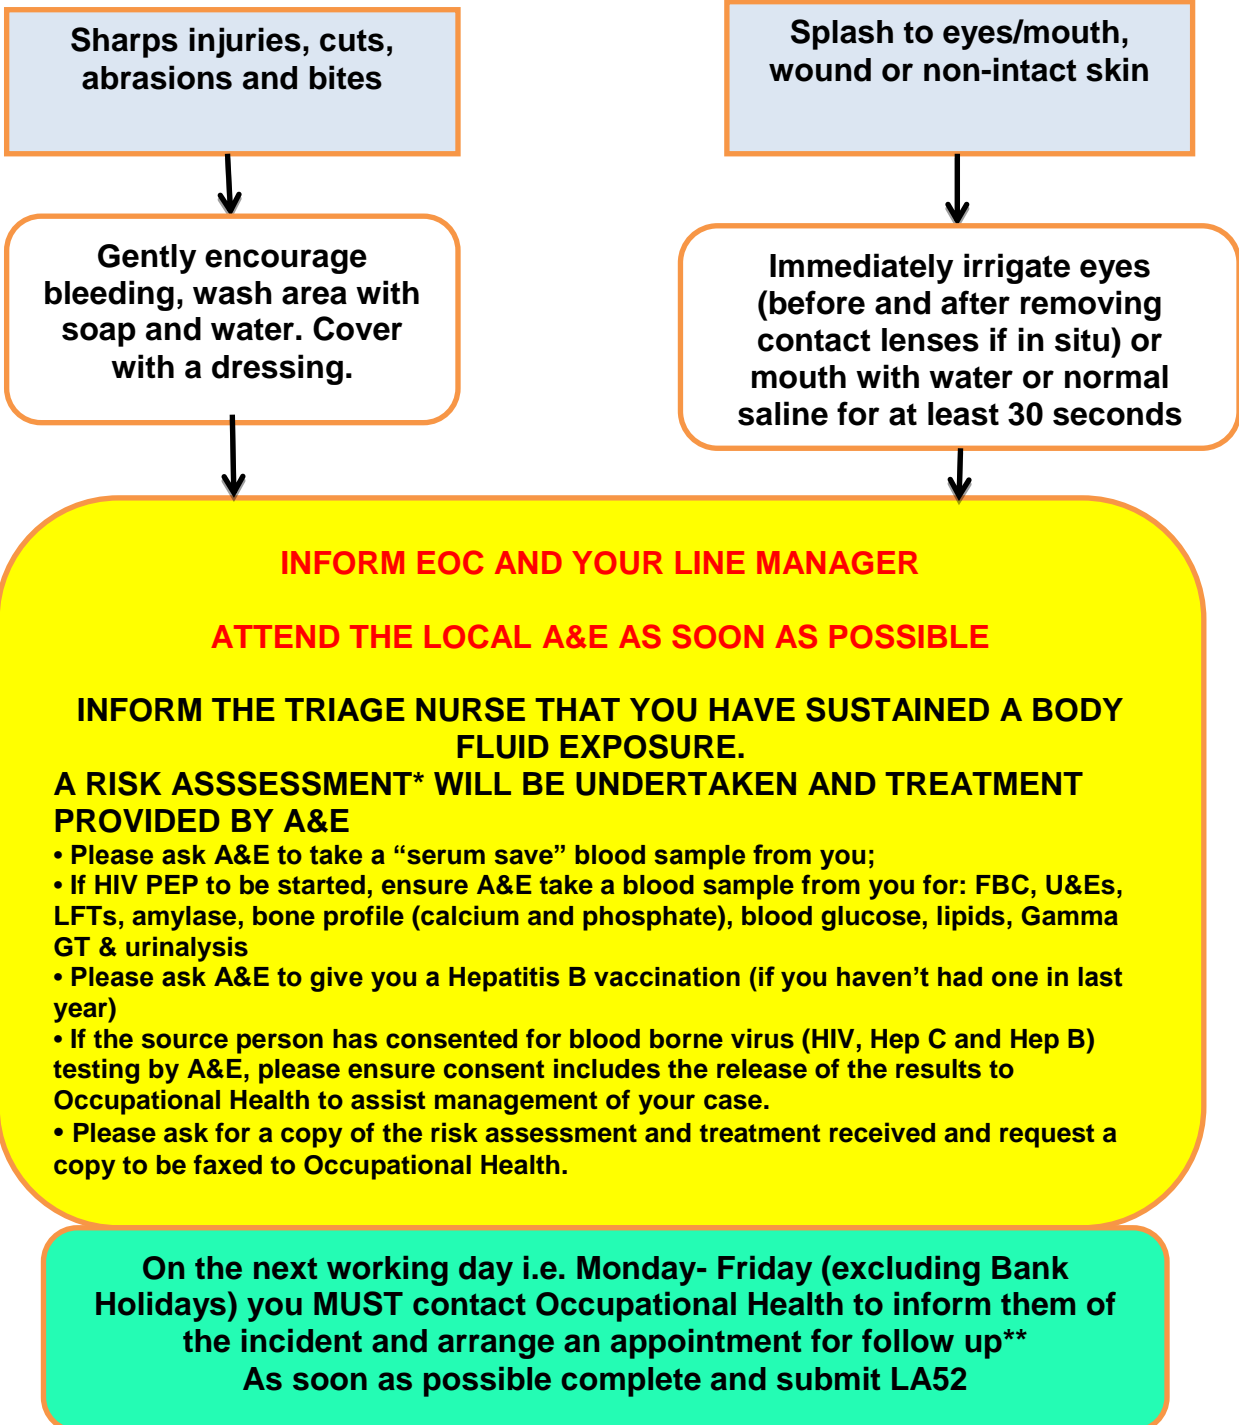 Sharps injuries, cuts,
abrasions and bites
Splash to eyes/mouth,
wound or non-intact skin
Gently encourage
bleeding, wash area with
soap and water. Cover
with a dressing.
Immediately irrigate eyes
(before and after removing
contact lenses if in situ) or
mouth with water or normal
saline for at least 30 seconds
INFORM EOC AND YOUR LINE MANAGER
ATTEND THE LOCAL A&E AS SOON AS POSSIBLE
INFORM THE TRIAGE NURSE THAT YOU HAVE SUSTAINED A BODY
FLUID EXPOSURE.
A RISK ASSSESSMENT* WILL BE UNDERTAKEN AND TREATMENT
PROVIDED BY A&E
• Please ask A&E to take a “serum save” blood sample from you;
• If HIV PEP to be started, ensure A&E take a blood sample from you for: FBC, U&Es,
LFTs, amylase, bone profile (calcium and phosphate), blood glucose, lipids, Gamma
GT & urinalysis
• Please ask A&E to give you a Hepatitis B vaccination (if you haven’t had one in last
year)
• If the source person has consented for blood borne virus (HIV, Hep C and Hep B)
testing by A&E, please ensure consent includes the release of the results to
Occupational Health to assist management of your case.
• Please ask for a copy of the risk assessment and treatment received and request a
copy to be faxed to Occupational Health.
On the next working day i.e. Monday- Friday (excluding Bank
Holidays) you MUST contact Occupational Health to inform them of
the incident and arrange an appointment for follow up**
As soon as possible complete and submit LA52